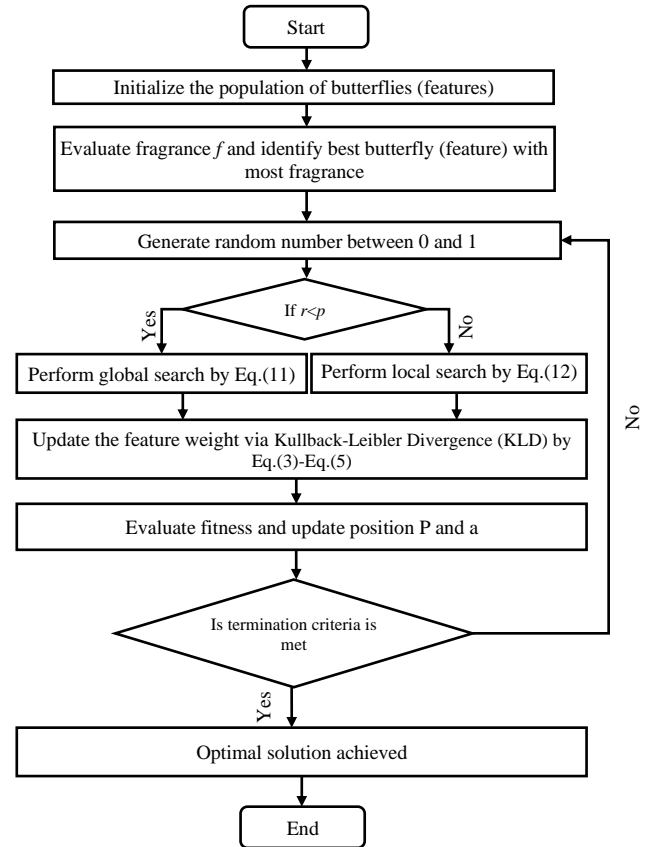 Start
Initialize the population of butterflies (features)
Evaluate fragrance f and identify best butterfly (feature) with
most fragrance
Generate random number between 0 and 1
If r<p
Yes
No
Perform global search by Eq.(11)
Perform local search by Eq.(12)
No
Update the feature weight via Kullback-Leibler Divergence (KLD) by
Eq.(3)-Eq.(5)
Evaluate fitness and update position P and a
Is termination criteria is
met
Yes
Optimal solution achieved
End